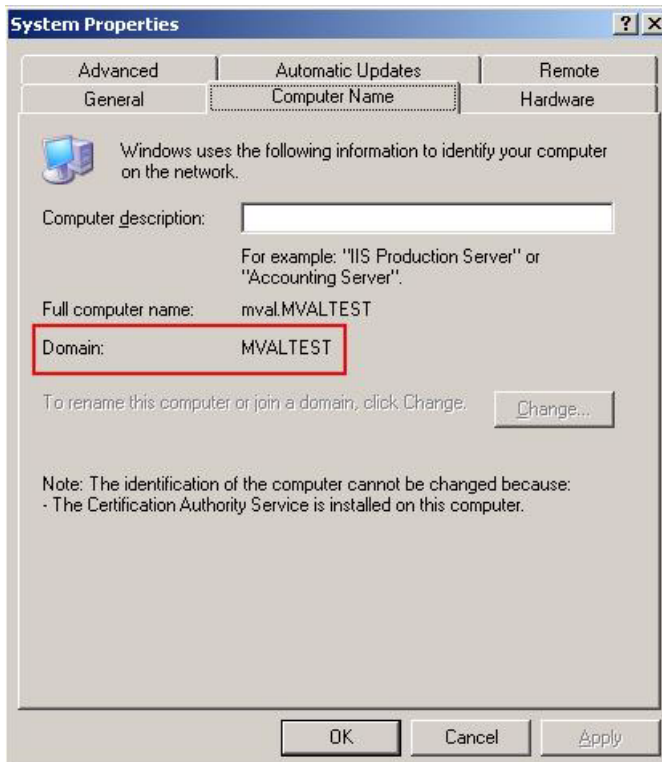 System Properties
Advanced
Automatic Updates
Remote
General
Computer Name
Hardware
Windows uses the following information to identify your computer
on the network.
Computer description:
For example: "IIS Production Server" or
"Accounting Server".
Full computer name: mval.MVALTEST
Domain: MVALTEST
To rename this computer or join a domain, click Change.
Change...
Note: The identification of the computer cannot be changed because:
- The Certification Authority Service is installed on this computer.
OK
Cancel
Apply